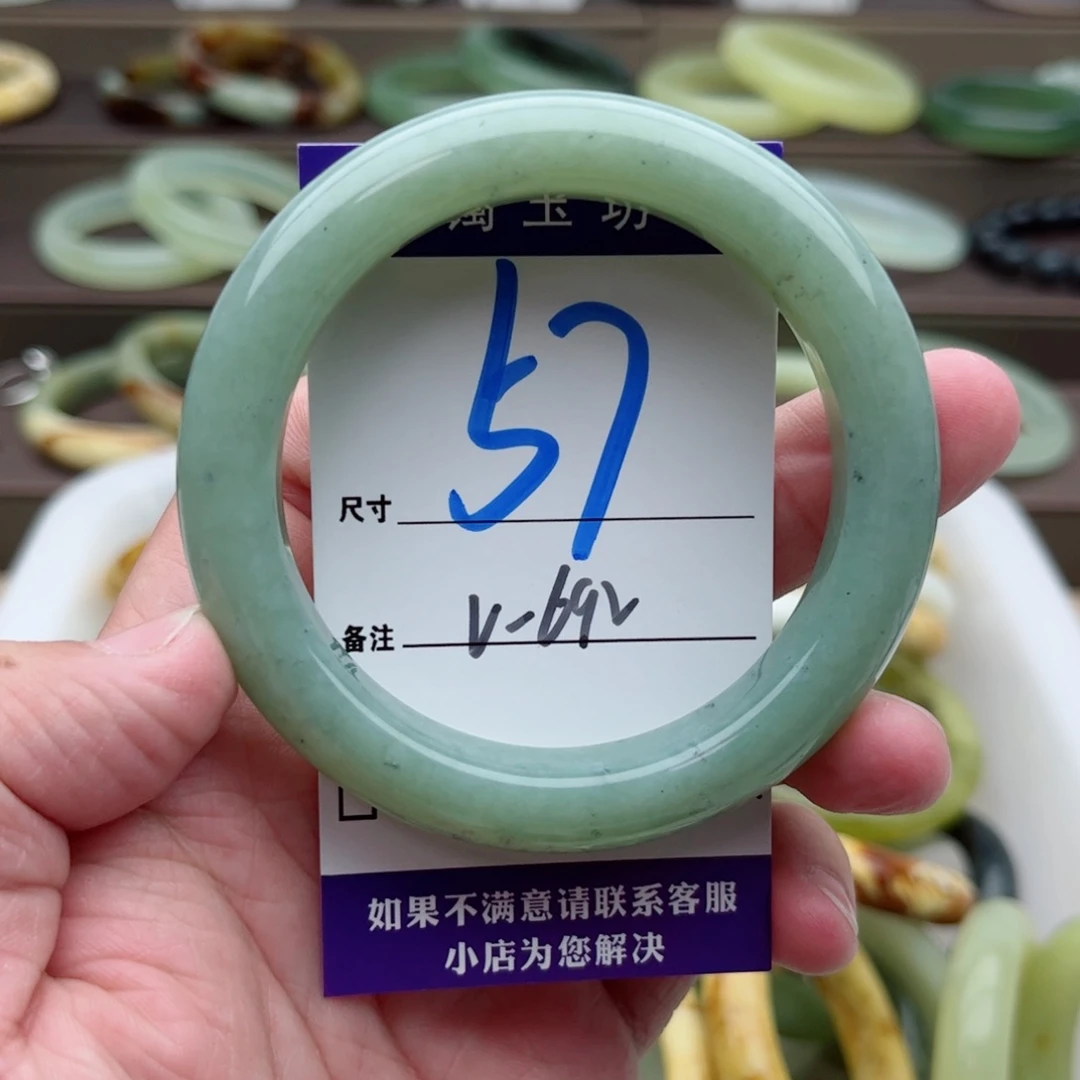 淘玉坊
57
尺寸
备注 V-692
如果不满意请联系客服
小店为您解决